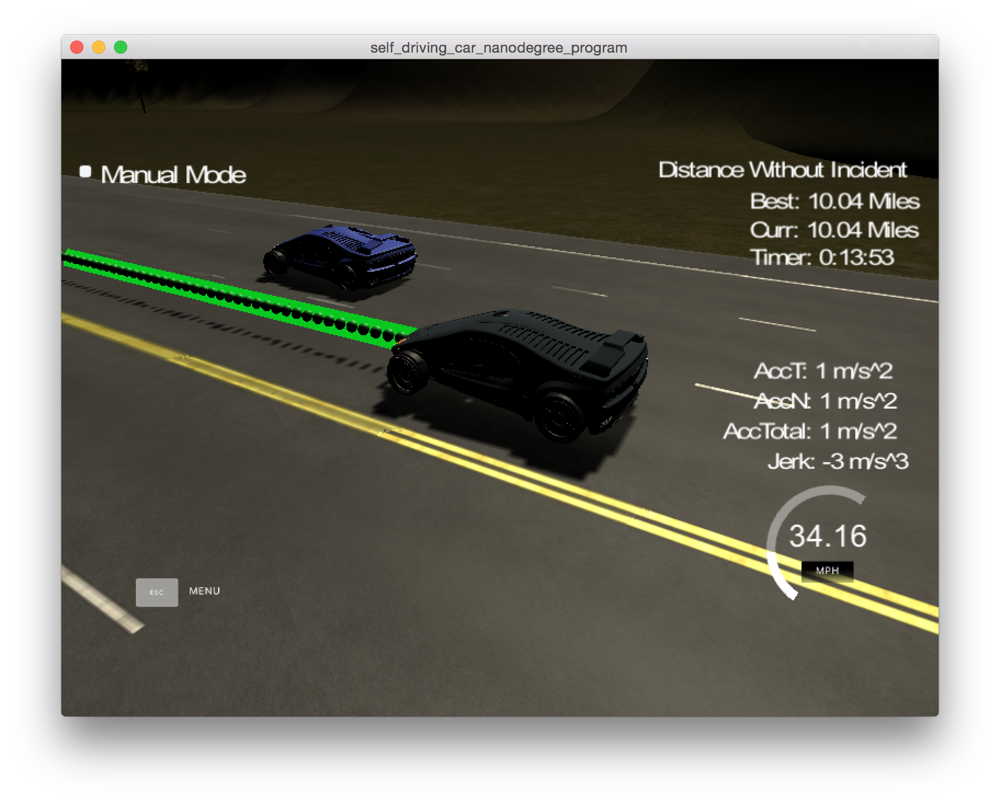 self_driving_car_nanodegree_program
Manual Mode
Distance Without Incident
Best: 10.04 Miles
Curr: 10.04 Miles
Timer: 0:13:53
AccT: 1 m/s^2
AccN: 1 m/s^2
AccTotal: 1 m/s^2
Jerk: -3 m/s^3
34.16
MPH
ESC MENU